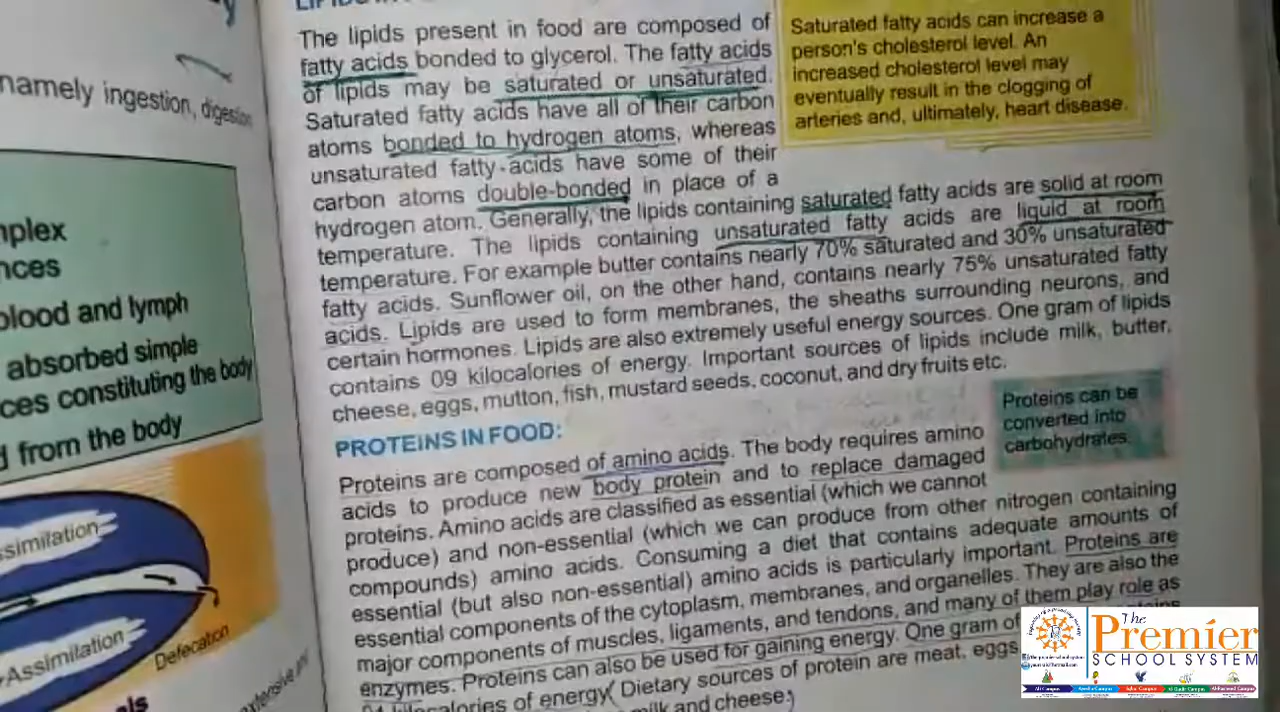 namely ingestion, digestion
mplex
nces
blood and lymph
absorbed simple
ces constituting the body
d from the body
ssimilation
Assimilation
Defecation
extensive and
als
The lipids present in food are composed of
fatty acids bonded to glycerol. The fatty acids
of lipids may be saturated or unsaturated.
Saturated fatty acids have all of their carbon
atoms bonded to hydrogen atoms, whereas
unsaturated fatty-acids have some of their
carbon atoms double-bonded in place of a
hydrogen atom. Generally, the lipids containing saturated fatty acids are solid at room
temperature. The lipids containing unsaturated fatty acids are liquid at room
temperature. For example butter contains nearly 70% saturated and 30% unsaturated
fatty acids. Sunflower oil, on the other hand, contains nearly 75% unsaturated fatty
acids. Lipids are used to form membranes, the sheaths surrounding neurons, and
certain hormones. Lipids are also extremely useful energy sources. One gram of lipids
contains 09 kilocalories of energy. Important sources of lipids include milk, butter,
cheese, eggs, mutton, fish, mustard seeds, coconut, and dry fruits etc.
Saturated fatty acids can increase a
person's cholesterol level. An
increased cholesterol level may
eventually result in the clogging of
arteries and, ultimately, heart disease.
PROTEINS IN FOOD:
Proteins are composed of amino acids. The body requires amino
acids to produce new body protein and to replace damaged
proteins. Amino acids are classified as essential (which we cannot
produce) and non-essential (which we can produce from other nitrogen containing
compounds) amino acids. Consuming a diet that contains adequate amounts of
essential (but also non-essential) amino acids is particularly important. Proteins are
essential components of the cytoplasm, membranes, and organelles. They are also the
major components of muscles, ligaments, and tendons, and many of them play role as
enzymes. Proteins can also be used for gaining energy. One gram of
kilocalories of energy. Dietary sources of protein are meat, eggs
milk and cheese.
Proteins can be
converted into
carbohydrates.
The
Premier
SCHOOL SYSTEM